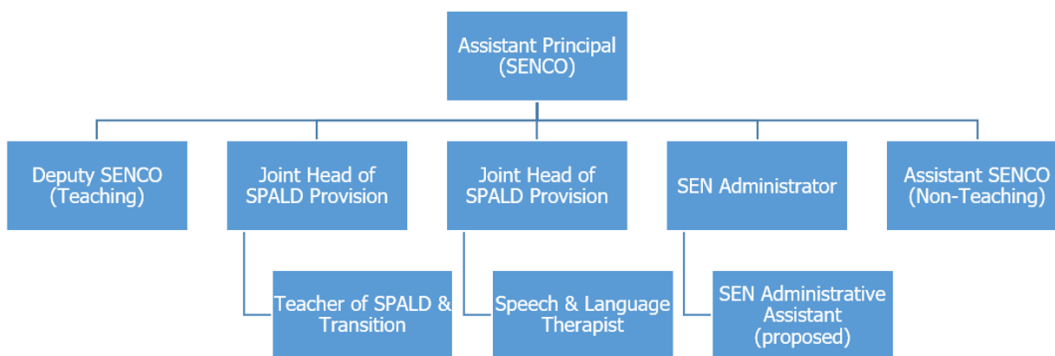 Assistant Principal
(SENCO)
Deputy SENCO
(Teaching)
Joint Head of
SPALD Provision
Joint Head of
SPALD Provision
SEN Administrator
Assistant SENCO
(Non-Teaching)
Teacher of SPALD &
Transition
Speech & Language
Therapist
SEN Administrative
Assistant
(proposed)